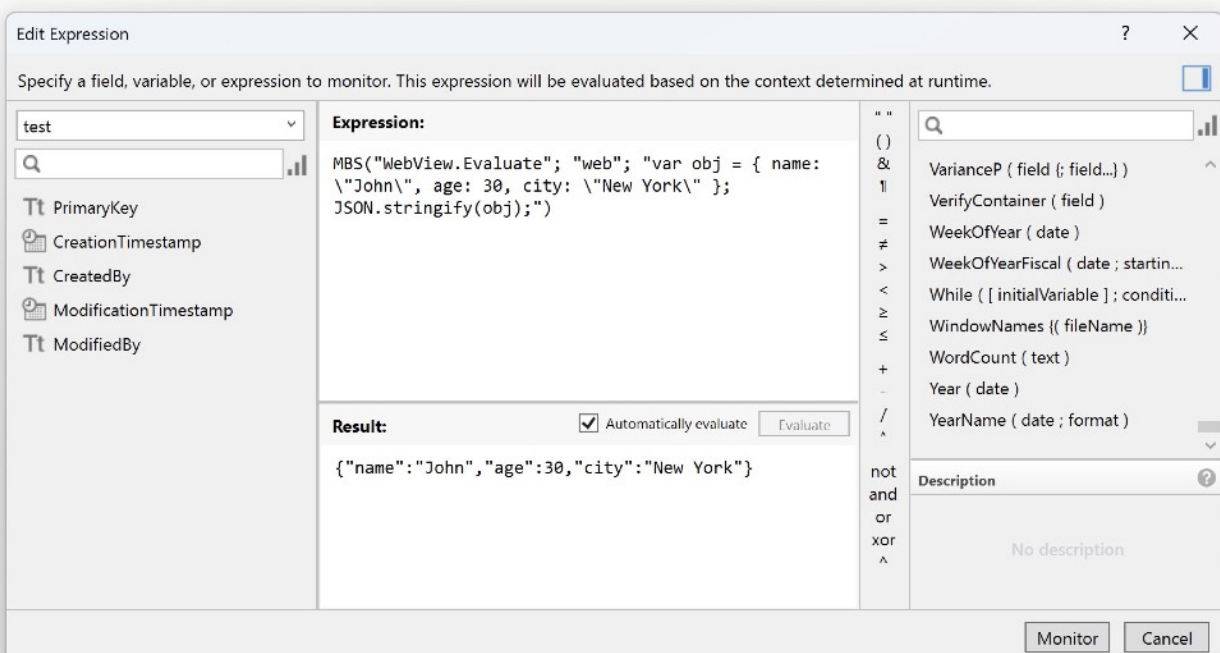 Edit Expression
?
Specify a field, variable, or expression to monitor. This expression will be evaluated based on the context determined at runtime.
test
PrimaryKey
CreationTimestamp
CreatedBy
ModificationTimestamp
ModifiedBy
Expression:
MBS("WebView.Evaluate"; "web"; "var obj = { name:
\"John\", age: 30, city: \"New York\" };
JSON.stringify(obj);")
Result:
Automatically evaluate
Evaluate
{"name":"John","age":30,"city":"New York"}
" "
( )
&
¶
=
≠
>
<
≥
≤
+
-
/
^
not
and
or
xor
^
VarianceP ( field {; field...} )
VerifyContainer ( field )
WeekOfYear ( date )
WeekOfYearFiscal ( date ; startin...
While ( [ initialVariable ] ; conditi...
WindowNames {( fileName )}
WordCount ( text )
Year ( date )
YearName ( date ; format )
Description
?
No description
Monitor
Cancel